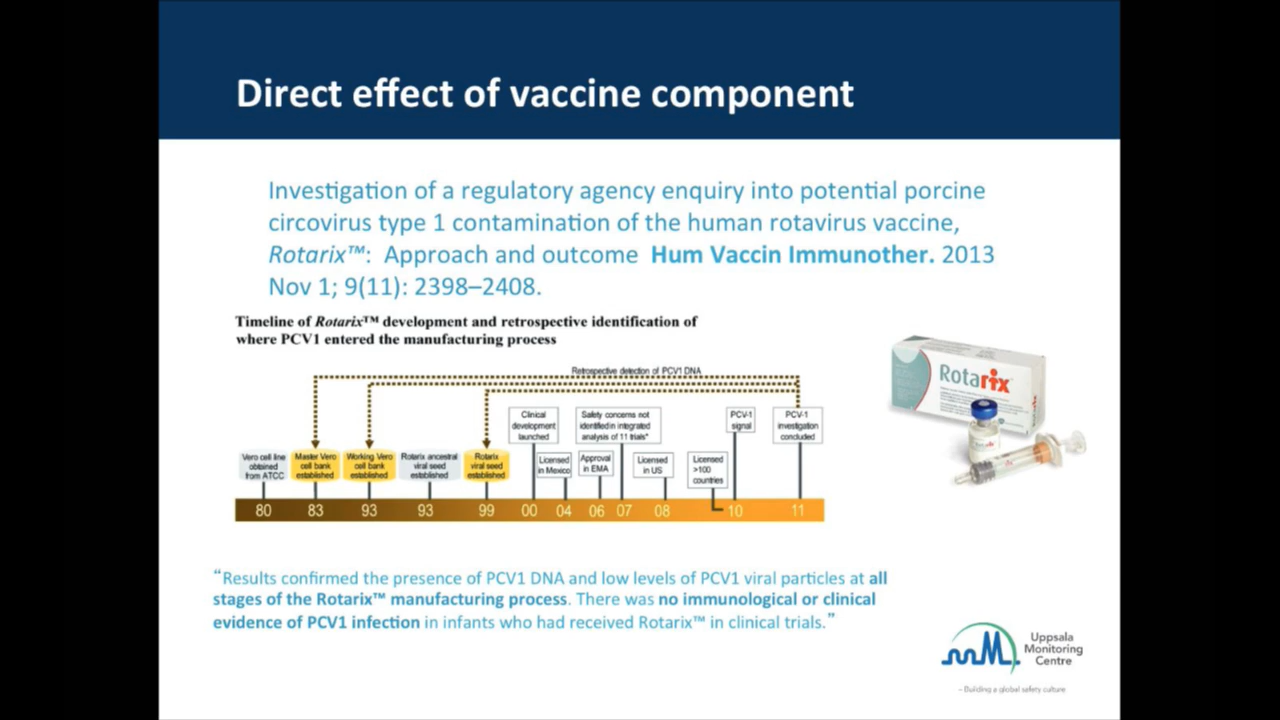 Direct effect of vaccine component
Investigation of a regulatory agency enquiry into potential porcine
circovirus type 1 contamination of the human rotavirus vaccine,
Rotarix™: Approach and outcome Hum Vaccin Immunother. 2013
Nov 1; 9(11): 2398–2408.
Timeline of Rotarix™ development and retrospective identification of
where PCV1 entered the manufacturing process
Retrospective detection of PCV1 DNA
Clinical
development
launched
Safety concerns not
identified in integrated
analysis of 11 trials*
PCV-1
signal
PCV-1
investigation
concluded
Vero cell line
obtained
from ATCC
Master Vero
cell bank
established
Working Vero
cell bank
established
Rotarix ancestral
viral seed
established
Rotarix
viral seed
established
Licensed
in Mexico
Approval
in EMA
Licensed
in US
Licensed
>100
countries
80 83 93 93 99 00 04 06 07 08 10 11
Rotarix
“Results confirmed the presence of PCV1 DNA and low levels of PCV1 viral particles at all
stages of the Rotarix™ manufacturing process. There was no immunological or clinical
evidence of PCV1 infection in infants who had received Rotarix™ in clinical trials.”
Uppsala
Monitoring
Centre
– Building a global safety culture